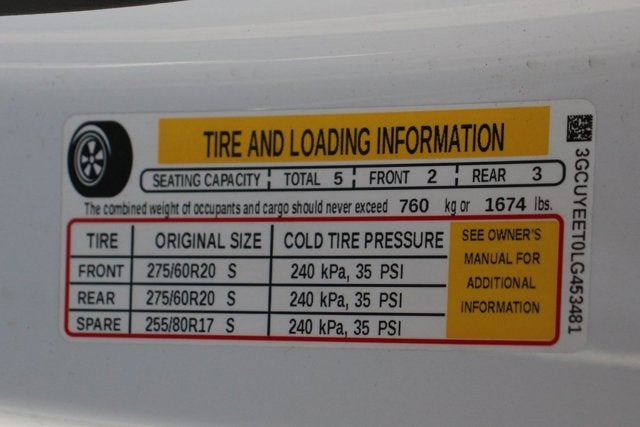 TIRE AND LOADING INFORMATION
SEATING CAPACITY TOTAL 5 FRONT 2 REAR 3
The combined weight of occupants and cargo should never exceed 760 kg or 1674 lbs.
TIRE ORIGINAL SIZE COLD TIRE PRESSURE
FRONT 275/60R20 S 240 kPa, 35 PSI
REAR 275/60R20 S 240 kPa, 35 PSI
SPARE 255/80R17 S 240 kPa, 35 PSI
SEE OWNER'S
MANUAL FOR
ADDITIONAL
INFORMATION
3GCUYEET0LG453481